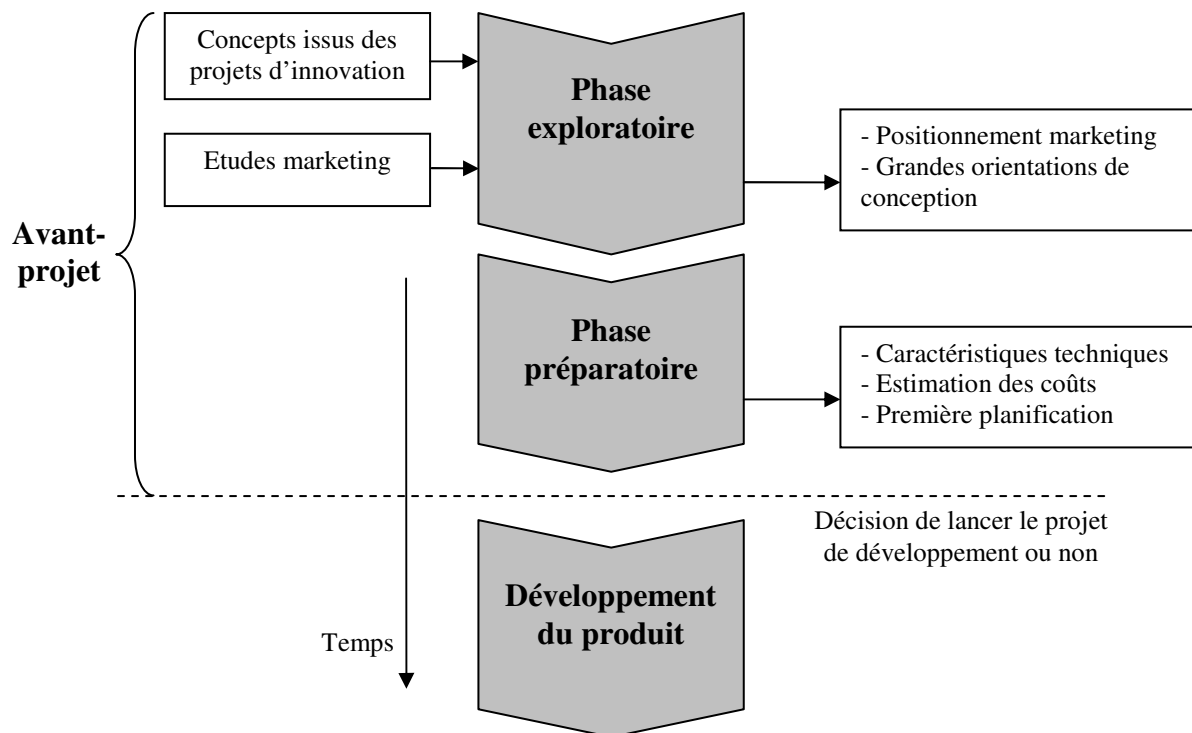 Concepts issus des
projets d'innovation
Phase
exploratoire
Etudes marketing
- Positionnement marketing
- Grandes orientations de
conception
Avant-
projet
Phase
préparatoire
- Caractéristiques techniques
- Estimation des coûts
- Première planification
Décision de lancer le projet
de développement ou non
Développement
du produit
Temps